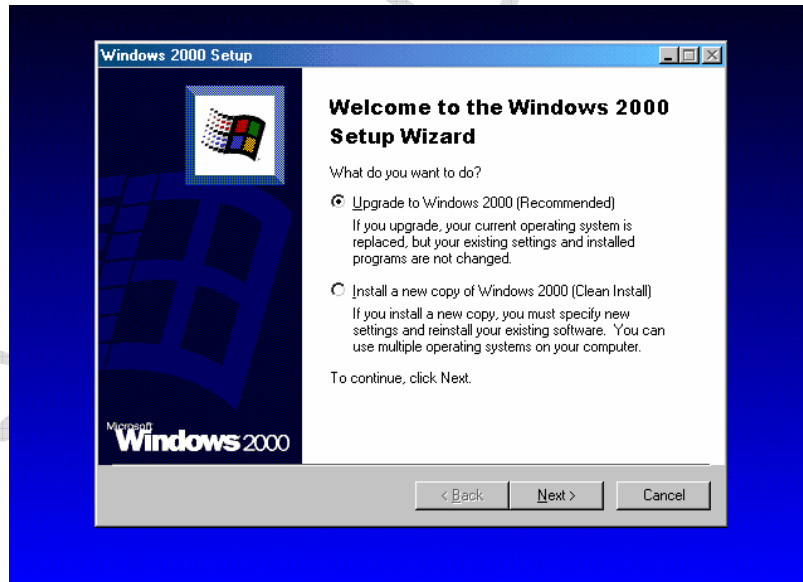 Windows 2000 Setup
Welcome to the Windows 2000
Setup Wizard
What do you want to do?
Upgrade to Windows 2000 (Recommended)
If you upgrade, your current operating system is
replaced, but your existing settings and installed
programs are not changed.
Install a new copy of Windows 2000 (Clean Install)
If you install a new copy, you must specify new
settings and reinstall your existing software. You can
use multiple operating systems on your computer.
To continue, click Next.
Microsoft
Windows 2000
< Back
Next >
Cancel